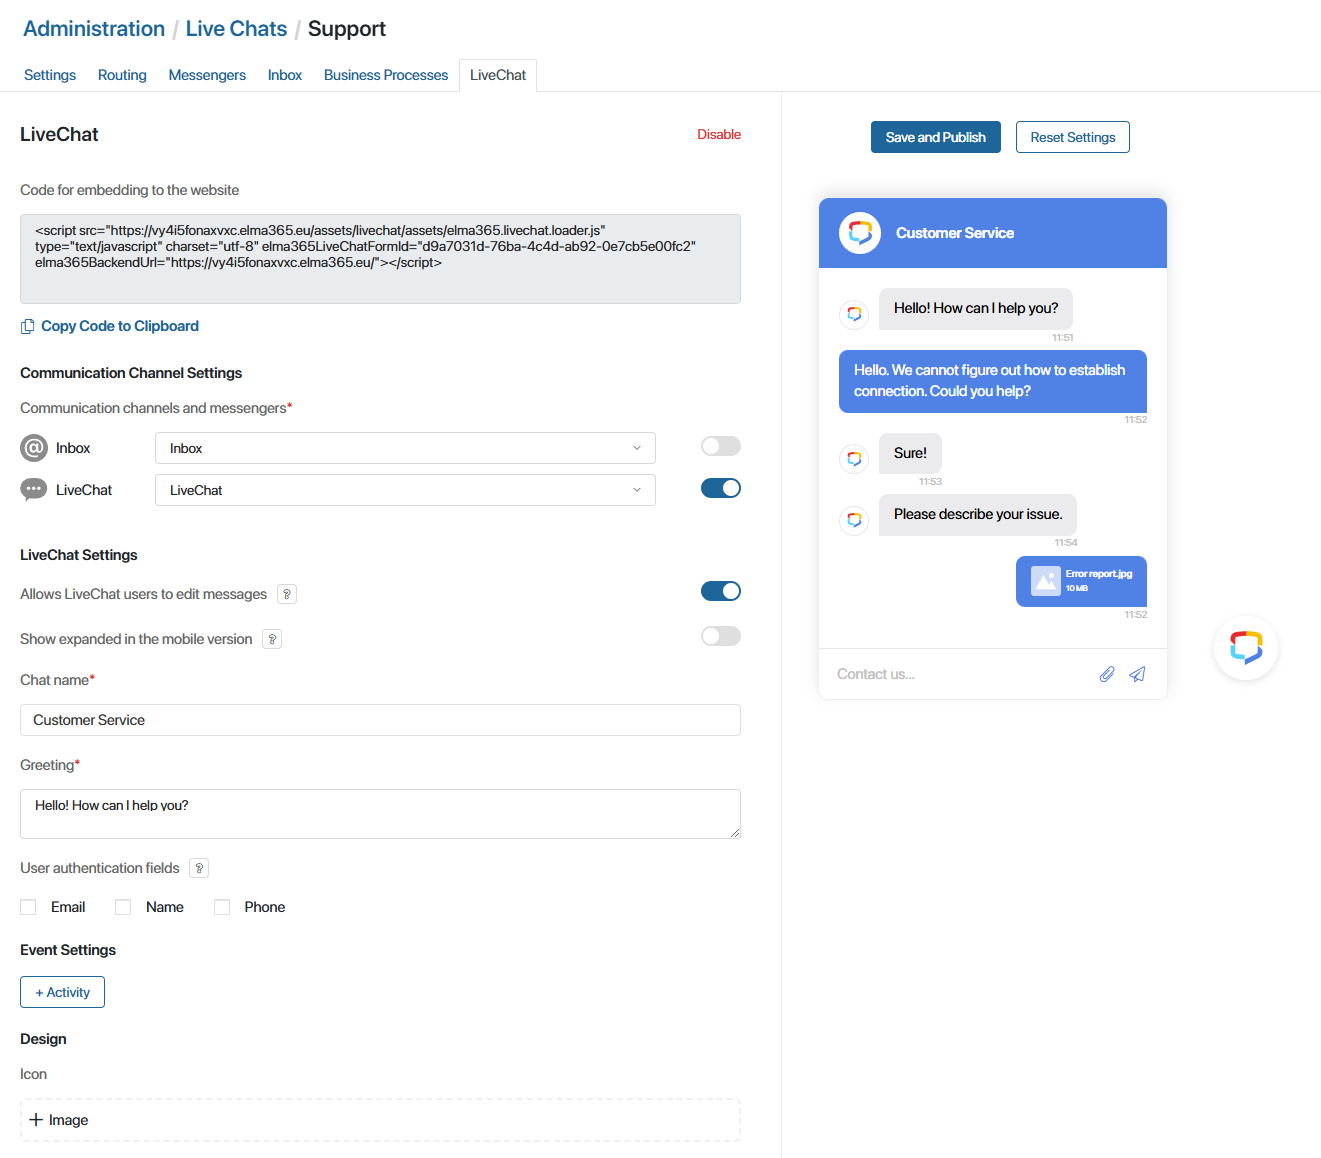 Administration / Live Chats / Support
Settings Routing Messengers Inbox Business Processes LiveChat
LiveChat
Disable
Code for embedding to the website
<script src="https://vy4i5fonaxvxc.elma365.eu/assets/livechat/assets/elma365.livechat.loader.js"
type="text/javascript" charset="utf-8" elma365LiveChatFormId="d9a7031d-76ba-4c4d-ab92-0e7cb5e00fc2"
elma365BackendUrl="https://vy4i5fonaxvxc.elma365.eu/"></script>
Copy Code to Clipboard
Communication Channel Settings
Communication channels and messengers*
Inbox Inbox
LiveChat LiveChat
LiveChat Settings
Allows LiveChat users to edit messages ?
Show expanded in the mobile version ?
Chat name*
Customer Service
Greeting*
Hello! How can I help you?
User authentication fields ?
Email Name Phone
Event Settings
+ Activity
Design
Icon
+ Image
Save and Publish Reset Settings
Customer Service
Hello! How can I help you?
11:51
Hello. We cannot figure out how to establish
connection. Could you help?
11:52
Sure!
11:53
Please describe your issue.
11:54
Error report.jpg
10 MB
11:52
Contact us...